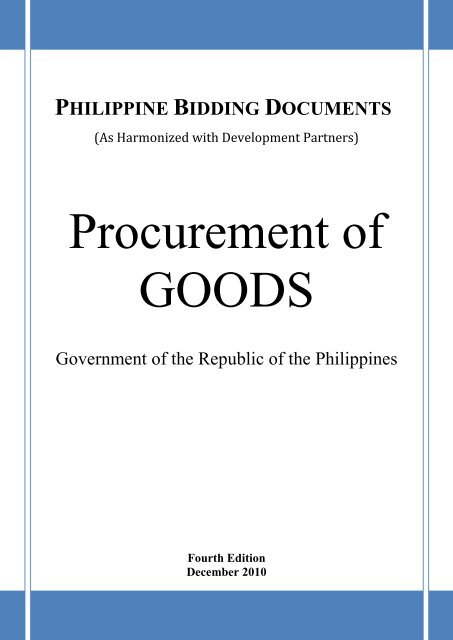 PHILIPPINE BIDDING DOCUMENTS
(As Harmonized with Development Partners)
Procurement of
GOODS
Government of the Republic of the Philippines
Fourth Edition
December 2010